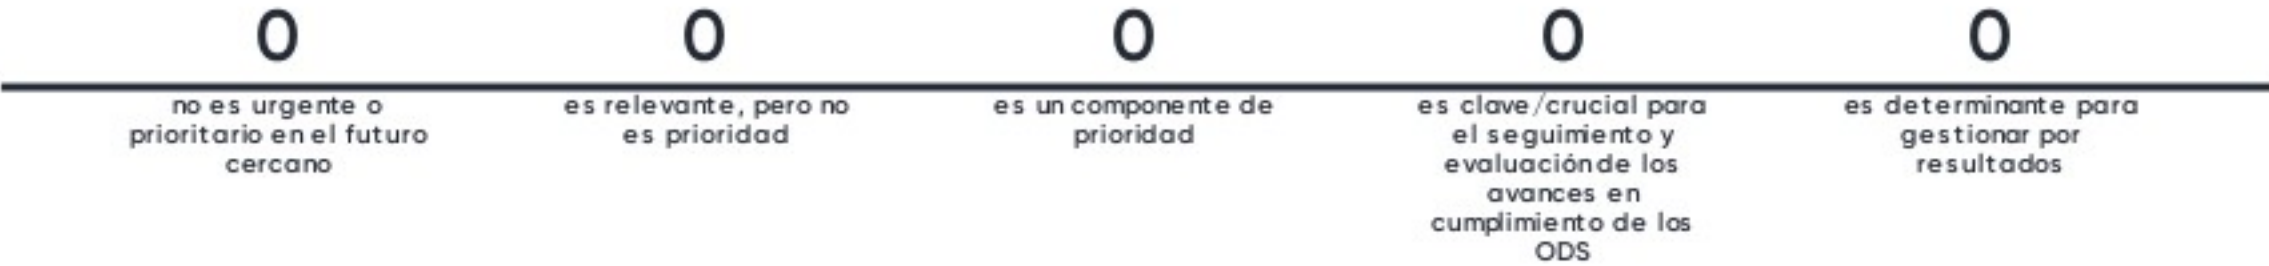 0 0 0 0 0
no es urgente o
prioritario en el futuro
cercano
es relevante, pero no
es prioridad
es un componente de
prioridad
es clave/crucial para
el seguimiento y
evaluación de los
avances en
cumplimiento de los
ODS
es determinante para
gestionar por
resultados